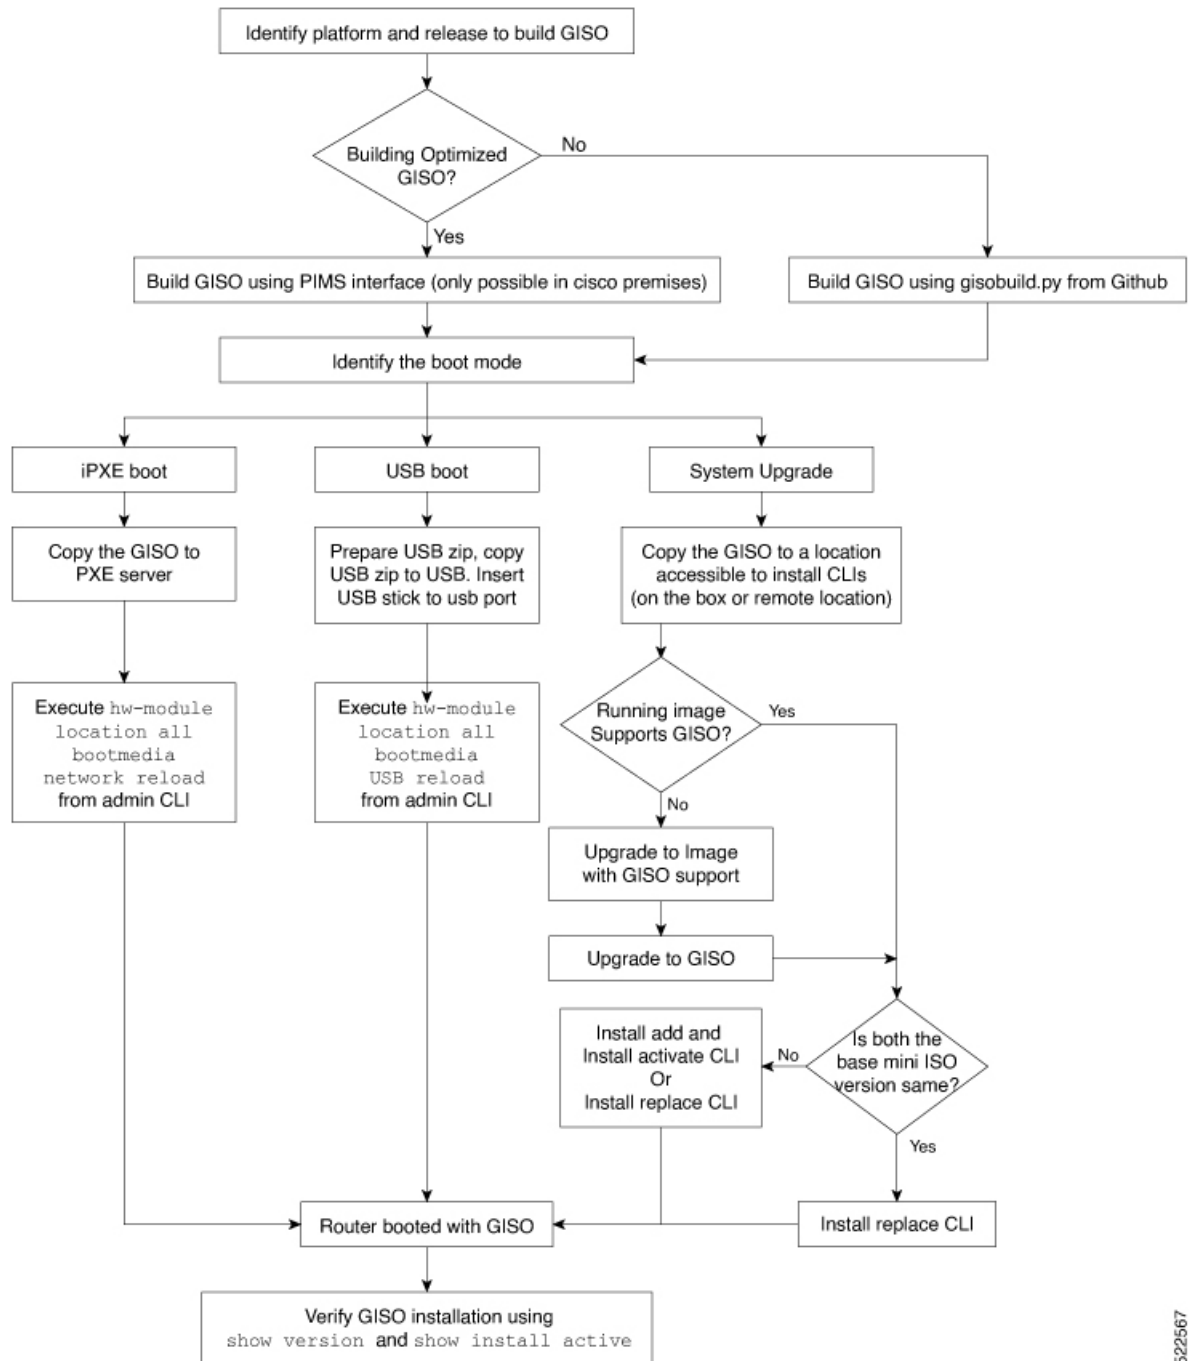 Identify platform and release to build GISO
Building Optimized
GISO?
No
Yes
Build GISO using PIMS interface (only possible in cisco premises)
Build GISO using gisobuild.py from Github
Identify the boot mode
iPXE boot
USB boot
System Upgrade
Copy the GISO to
PXE server
Prepare USB zip, copy
USB zip to USB. Insert
USB stick to usb port
Copy the GISO to a location
accessible to install CLIs
(on the box or remote location)
Execute hw-module
location all
bootmedia
network reload
from admin CLI
Execute hw-module
location all
bootmedia
USB reload
from admin CLI
Running image
Supports GISO?
Yes
No
Upgrade to Image
with GISO support
Upgrade to GISO
Install add and
Install activate CLI
Or
Install replace CLI
No
Is both the
base mini ISO
version same?
Yes
Router booted with GISO
Install replace CLI
Verify GISO installation using
show version and show install active
522567